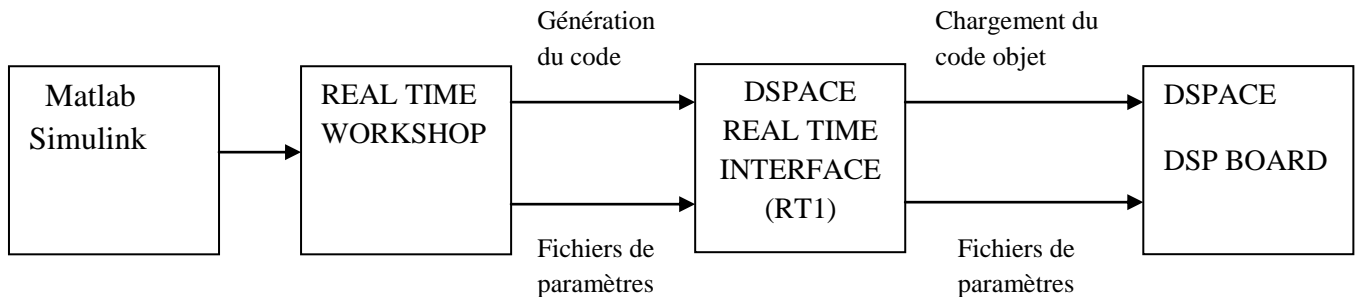 Génération
du code
Chargement du
code objet
Matlab
Simulink
REAL TIME
WORKSHOP
DSPACE
REAL TIME
INTERFACE
(RT1)
DSPACE
DSP BOARD
Fichiers de
paramètres
Fichiers de
paramètres